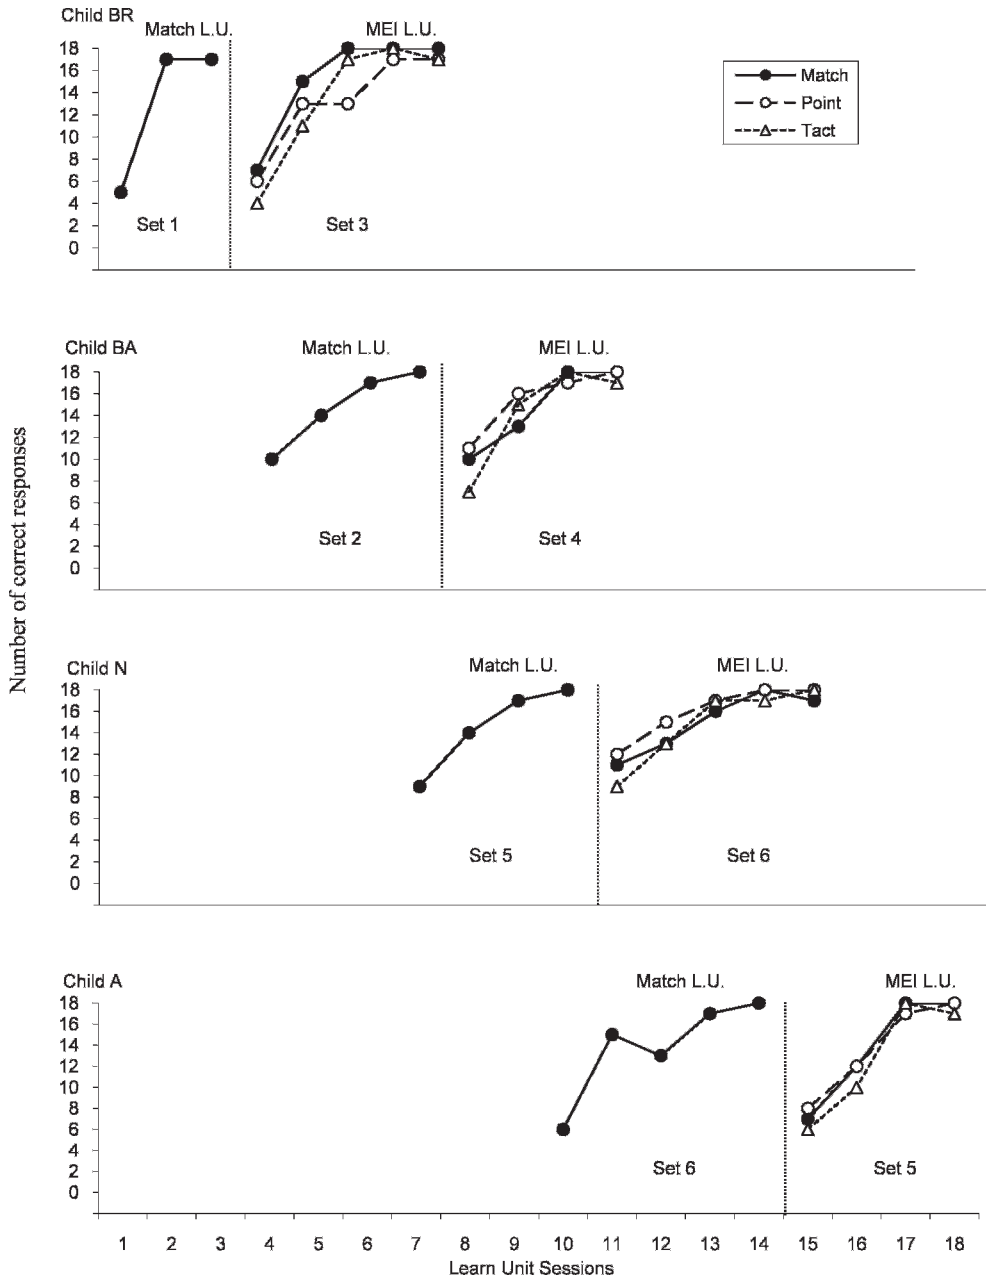 Child BR
Match L.U.
MEI L.U.
18
16
14
12
10
8
6
4
2
0
Set 1
Set 3
Match
Point
Tact
Child BA
Match L.U.
MEI L.U.
18
16
14
12
10
8
6
4
2
0
Set 2
Set 4
Number of correct responses
Child N
Match L.U.
MEI L.U.
18
16
14
12
10
8
6
4
2
0
Set 5
Set 6
Child A
Match L.U.
MEI L.U.
18
16
14
12
10
8
6
4
2
0
Set 6
Set 5
1 2 3 4 5 6 7 8 9 10 11 12 13 14 15 16 17 18
Learn Unit Sessions